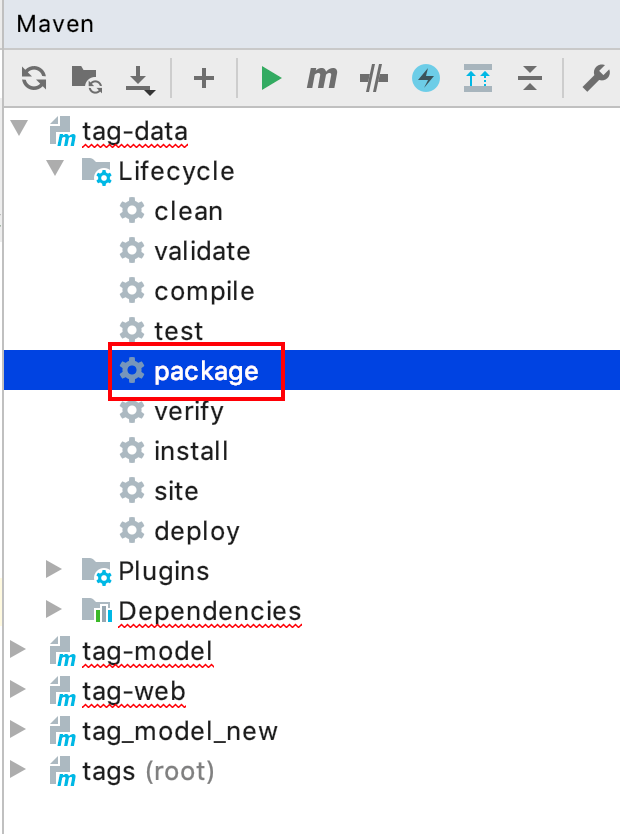 Maven
tag-data
Lifecycle
clean
validate
compile
test
package
verify
install
site
deploy
Plugins
Dependencies
tag-model
tag-web
tag_model_new
tags (root)